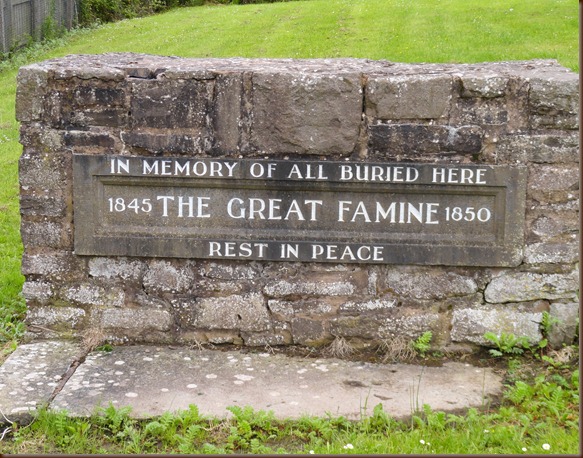 IN MEMORY OF ALL BURIED HERE
1845 THE GREAT FAMINE 1850
REST IN PEACE